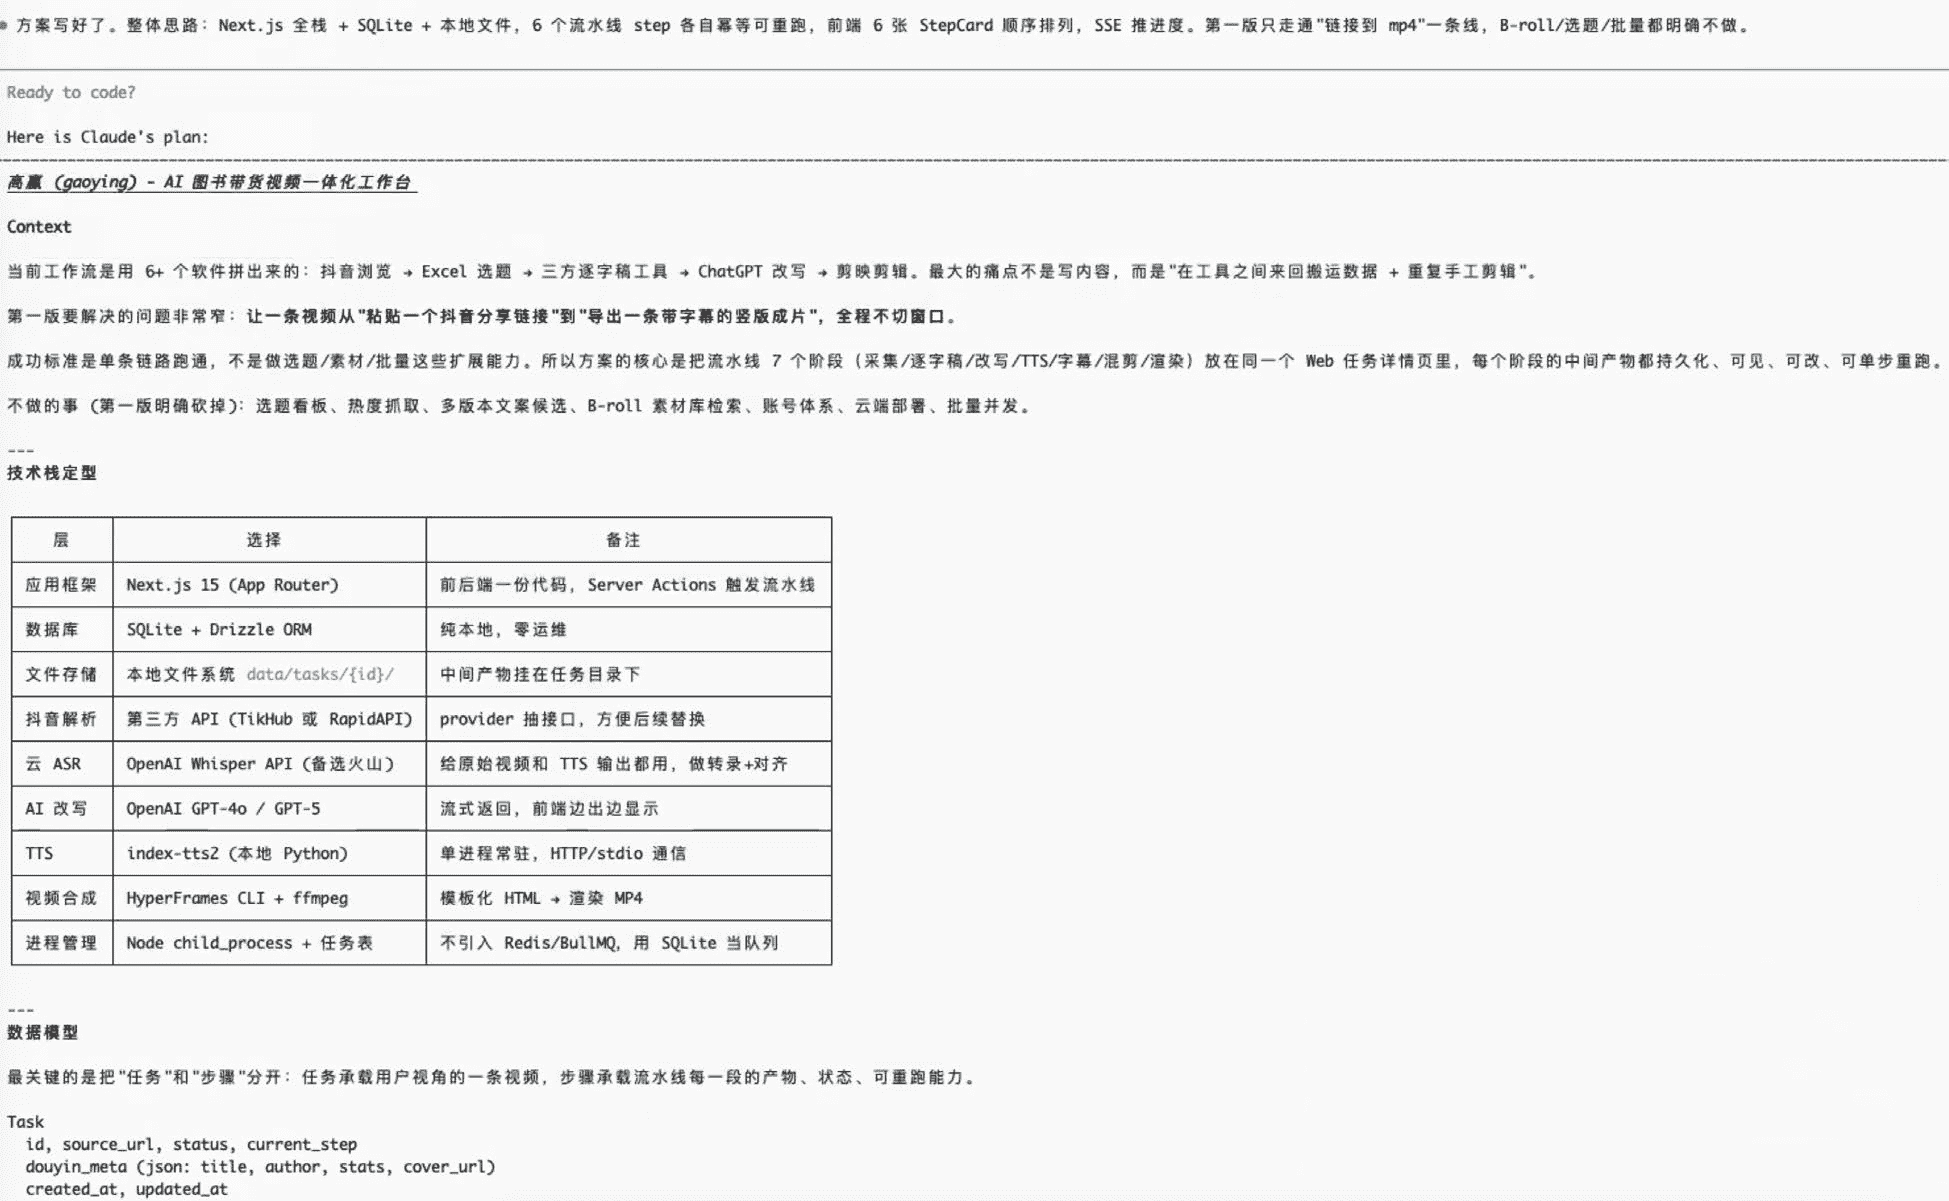 方案写好了。整体思路: Next.js 全栈 + SQLite + 本地文件, 6 个流水线 step 各自幂等可重跑, 前端 6 张 StepCard 顺序排列, SSE 推进度。第一版只走通"链接到 mp4"一条线, B-roll/选题/批量都明确不做。
Ready to code?
Here is Claude's plan:
高赢 (gaoying) - AI 图书带货视频一体化工作台
Context
当前工作流是用 6+ 个软件拼出来的: 抖音浏览 → Excel 选题 → 三方逐字稿工具 → ChatGPT 改写 → 剪映剪辑。最大的痛点不是写内容, 而是"在工具之间来回搬运数据 + 重复手工剪辑"。
第一版要解决的问题非常窄: 让一条视频从"粘贴一个抖音分享链接"到"导出一条带字幕的竖版成片", 全程不切窗口。
成功标准是单条链路跑通, 不是做选题/素材/批量这些扩展能力。所以方案的核心是把流水线 7 个阶段 (采集/逐字稿/改写/TTS/字幕/混剪/渲染) 放在同一个 Web 任务详情页里, 每个阶段的中间产物都持久化、可见、可改、可单步重跑。
不做的事 (第一版明确砍掉): 选题看板、热度抓取、多版本文案候选、B-roll 素材库检索、账号体系、云端部署、批量并发。
---
技术栈定型
层 选择 备注
应用框架 Next.js 15 (App Router) 前后端一份代码, Server Actions 触发流水线
数据库 SQLite + Drizzle ORM 纯本地, 零运维
文件存储 本地文件系统 data/tasks/{id}/ 中间产物挂在任务目录下
抖音解析 第三方 API (TikHub 或 RapidAPI) provider 抽接口, 方便后续替换
云 ASR OpenAI Whisper API (备选火山) 给原始视频和 TTS 输出都用, 做转录+对齐
AI 改写 OpenAI GPT-4o / GPT-5 流式返回, 前端边出边显示
TTS index-tts2 (本地 Python) 单进程常驻, HTTP/stdio 通信
视频合成 HyperFrames CLI + ffmpeg 模板化 HTML → 渲染 MP4
进程管理 Node child_process + 任务表 不引入 Redis/BullMQ, 用 SQLite 当队列
---
数据模型
最关键的是把"任务"和"步骤"分开: 任务承载用户视角的一条视频, 步骤承载流水线每一段的产物、状态、可重跑能力。
Task
id, source_url, status, current_step
douyin_meta (json: title, author, stats, cover_url)
created_at, updated_at